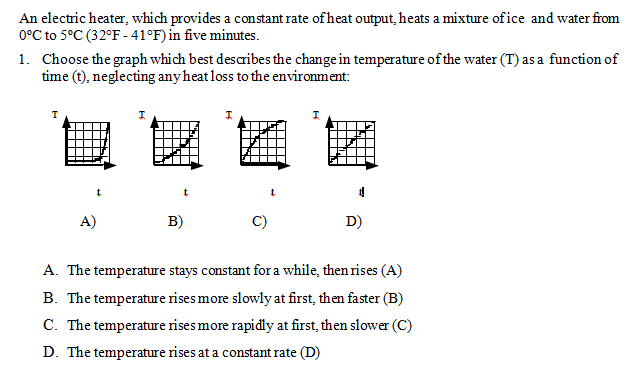 An electric heater, which provides a constant rate of heat output, heats a mixture of ice and water from
0°C to 5°C (32°F - 41°F) in five minutes.
1. Choose the graph which best describes the change in temperature of the water (T) as a function of
time (t), neglecting any heat loss to the environment:
T T T T
t t t t
A) B) C) D)
A. The temperature stays constant for a while, then rises (A)
B. The temperature rises more slowly at first, then faster (B)
C. The temperature rises more rapidly at first, then slower (C)
D. The temperature rises at a constant rate (D)